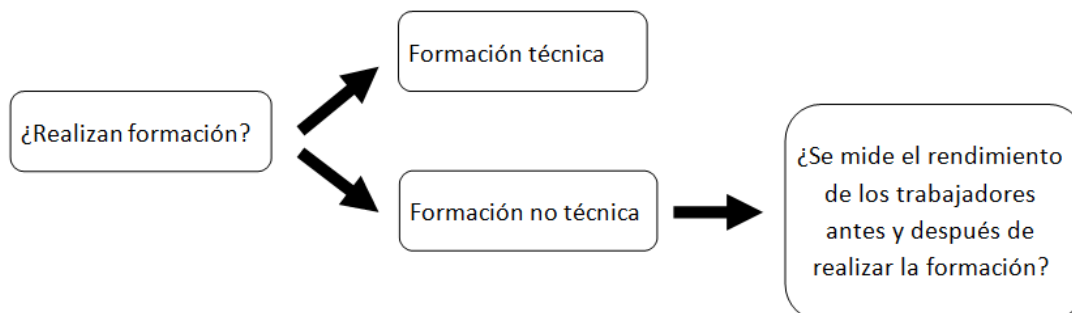 ¿Realizan formación?
Formación técnica
Formación no técnica
¿Se mide el rendimiento
de los trabajadores
antes y después de
realizar la formación?